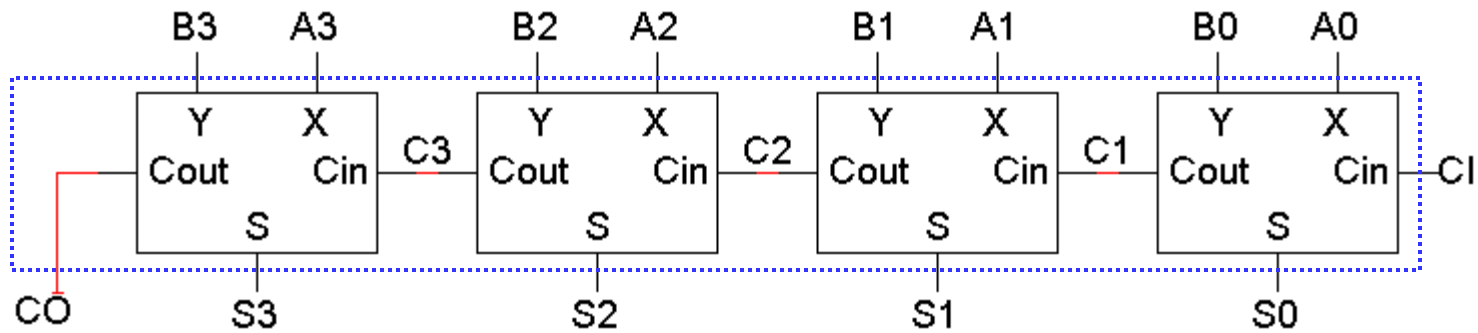 B3 A3 B2 A2 B1 A1 B0 A0
Y X Y X Y X Y X
C3 C2 C1
Cout Cin Cout Cin Cout Cin Cout Cin CI
S S S S
CO S3 S2 S1 S0